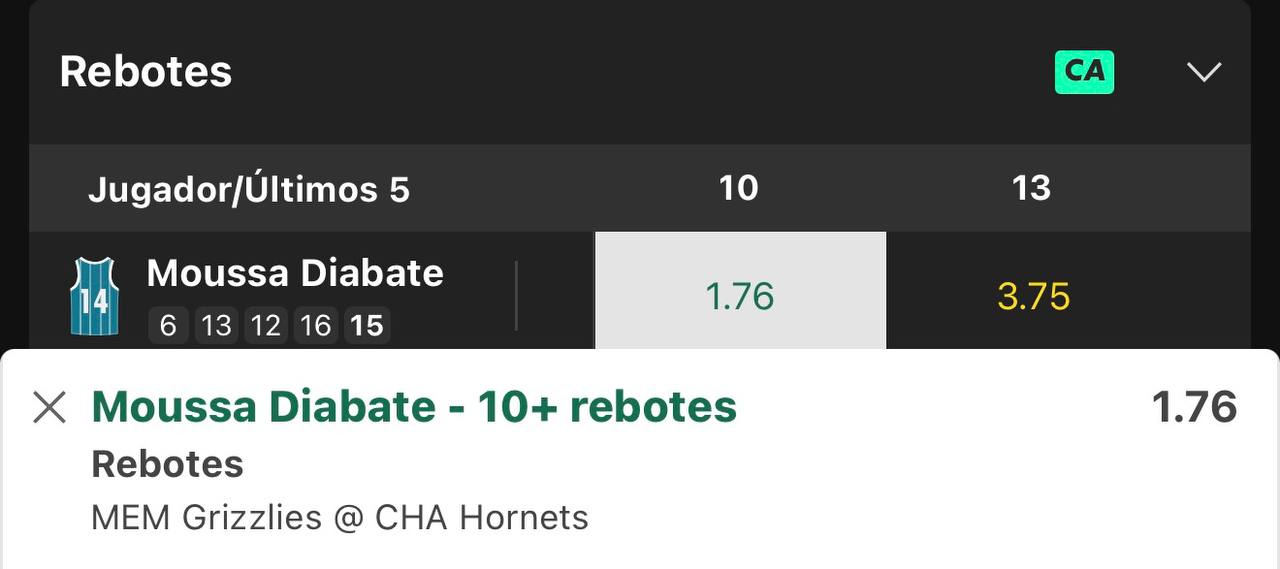 Rebotes CA
Jugador/Últimos 5 10 13
Moussa Diabate
14 1.76 3.75
6 13 12 16 15
Moussa Diabate - 10+ rebotes 1.76
Rebotes
MEM Grizzlies @ CHA Hornets